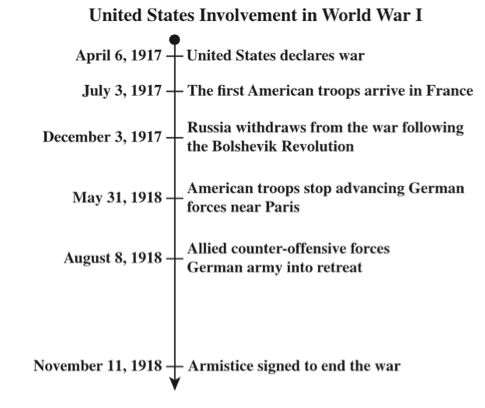 United States Involvement in World War I
April 6, 1917 United States declares war
July 3, 1917 The first American troops arrive in France
December 3, 1917 Russia withdraws from the war following
the Bolshevik Revolution
May 31, 1918 American troops stop advancing German
forces near Paris
August 8, 1918 Allied counter-offensive forces
German army into retreat
November 11, 1918 Armistice signed to end the war